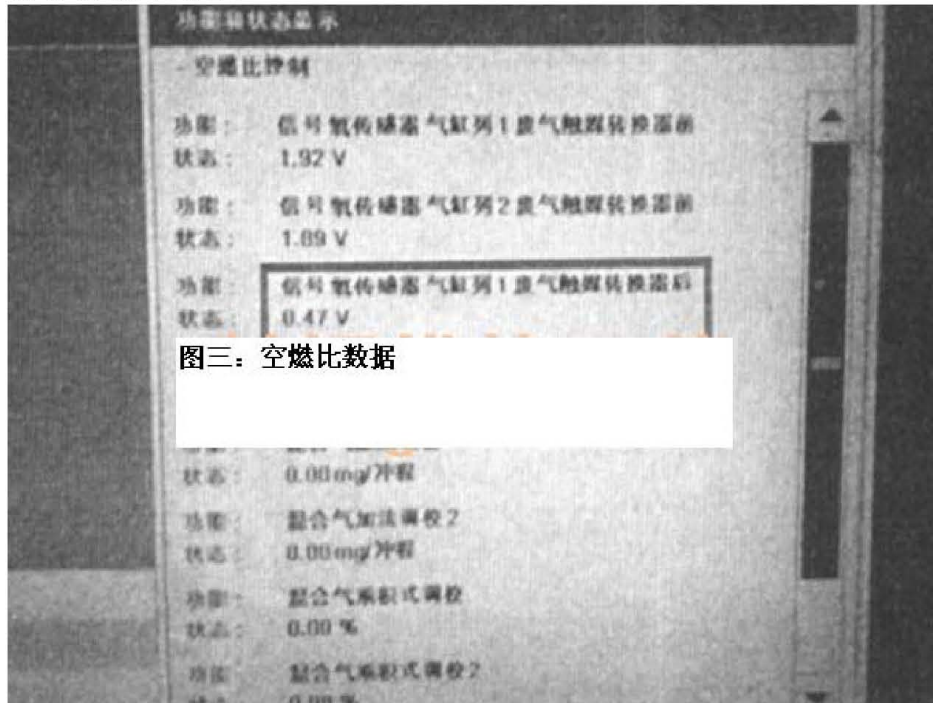 功能和状态显示
- 空燃比控制
功能： 信号氧传感器 气缸列1废气触媒转换器前
状态： 1.92 V
功能： 信号氧传感器 气缸列2废气触媒转换器前
状态： 1.89 V
功能： 信号氧传感器 气缸列1废气触媒转换器后
状态： 0.47 V
图三：空燃比数据
状态： 0.00 mg/冲程
功能： 混合气加法调校2
状态： 0.00 mg/冲程
功能： 混合气乘积式调校
状态： 0.00 %
功能 混合气乘积式调校2
0.00 %